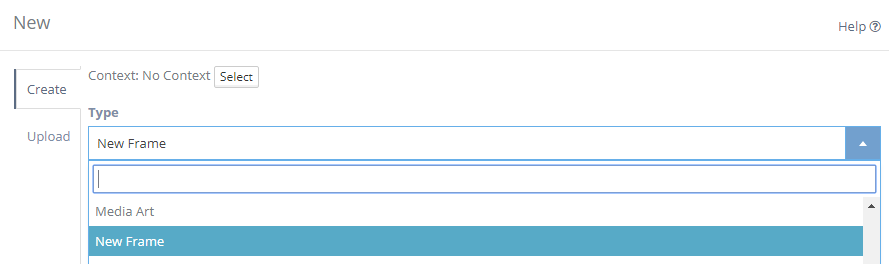 New
Help
Create
Context: No Context Select
Type
Upload
New Frame
Media Art
New Frame